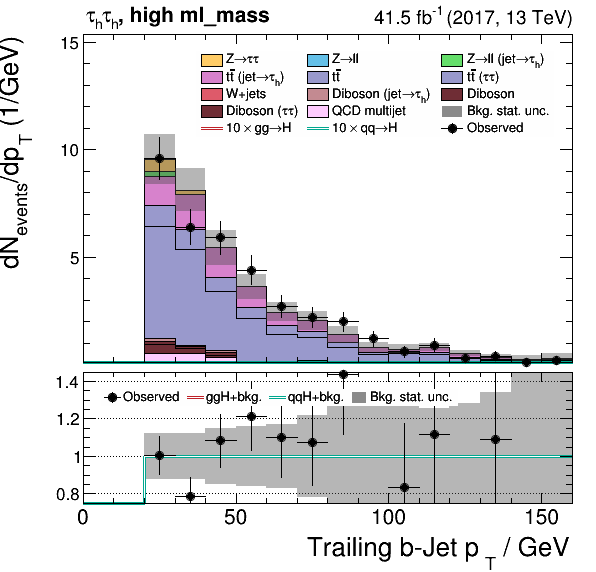 τhτh, high ml_mass
41.5 fb-1 (2017, 13 TeV)
dNevents/dpT (1/GeV)
15
10
5
Z→ττ
Z→ll
Z→ll (jet→τh)
tt̄ (jet→τh)
tt̄
tt̄ (ττ)
W+jets
Diboson (jet→τh)
Diboson
Diboson (ττ)
QCD multijet
Bkg. stat. unc.
10 × gg→H
10 × qq→H
Observed
1.4
1.2
1
0.8
Observed
ggH+bkg.
qqH+bkg.
Bkg. stat. unc.
0
50
100
150
Trailing b-Jet pT / GeV